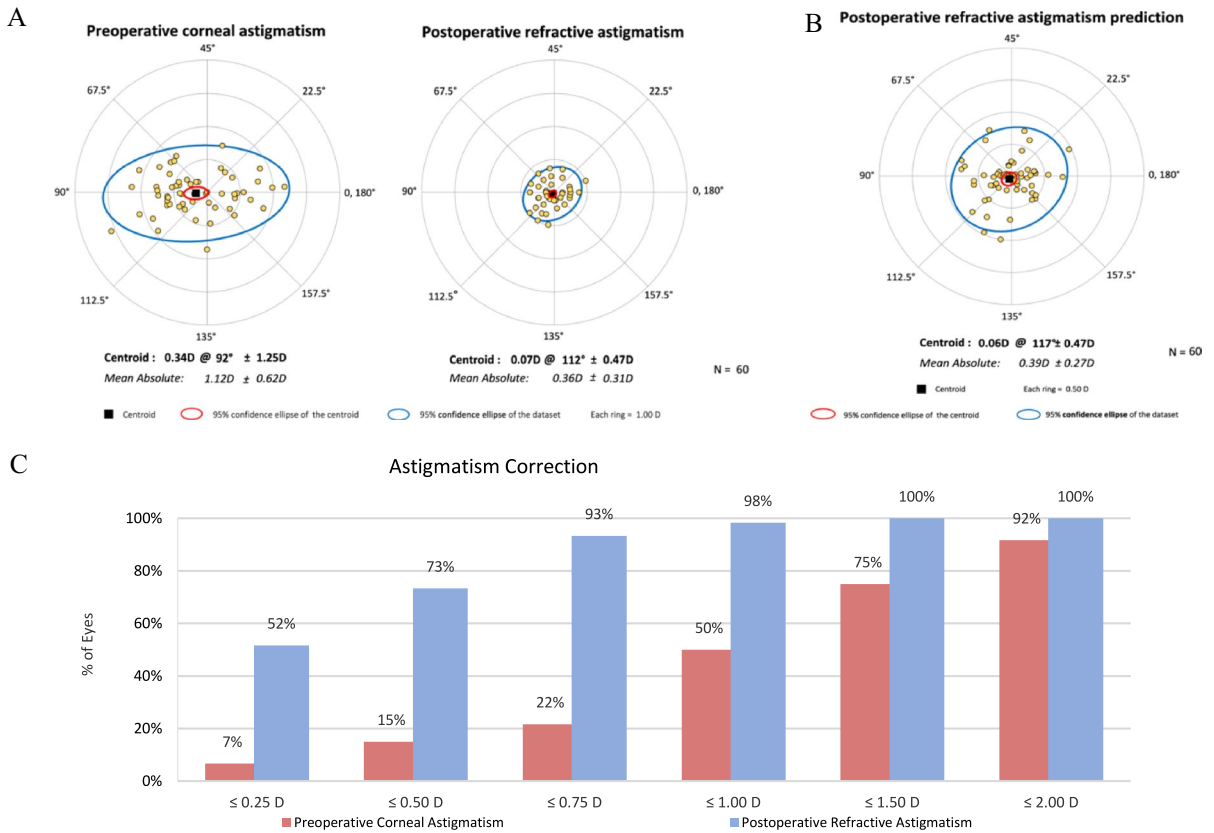 A
Preoperative corneal astigmatism
45°
67.5°
22.5°
90°
0, 180°
112.5°
157.5°
135°
Centroid : 0.34D @ 92° ± 1.25D
Mean Absolute: 1.12D ± 0.62D
Postoperative refractive astigmatism
45°
67.5°
22.5°
90°
0, 180°
112.5°
157.5°
135°
Centroid : 0.07D @ 112° ± 0.47D
Mean Absolute: 0.36D ± 0.31D
N = 60
Centroid
95% confidence ellipse of the centroid
95% confidence ellipse of the dataset
Each ring = 1.00 D
B
Postoperative refractive astigmatism prediction
45°
67.5°
22.5°
90°
0, 180°
112.5°
157.5°
135°
Centroid : 0.06D @ 117°± 0.47D
Mean Absolute: 0.39D ± 0.27D
N = 60
Centroid
Each ring = 0.50 D
95% confidence ellipse of the centroid
95% confidence ellipse of the dataset
C
Astigmatism Correction
% of Eyes
100%
80%
60%
40%
20%
0%
7%
52%
15%
73%
22%
93%
50%
98%
75%
100%
92%
100%
≤ 0.25 D
≤ 0.50 D
≤ 0.75 D
≤ 1.00 D
≤ 1.50 D
≤ 2.00 D
Preoperative Corneal Astigmatism
Postoperative Refractive Astigmatism